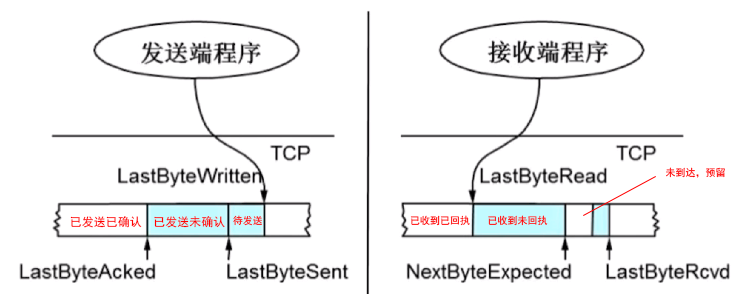 发送端程序
TCP
LastByteWritten
已发送已确认
已发送未确认
待发送
LastByteAcked
LastByteSent
接收端程序
TCP
LastByteRead
未到达，预留
已收到已回执
已收到未回执
NextByteExpected
LastByteRcvd